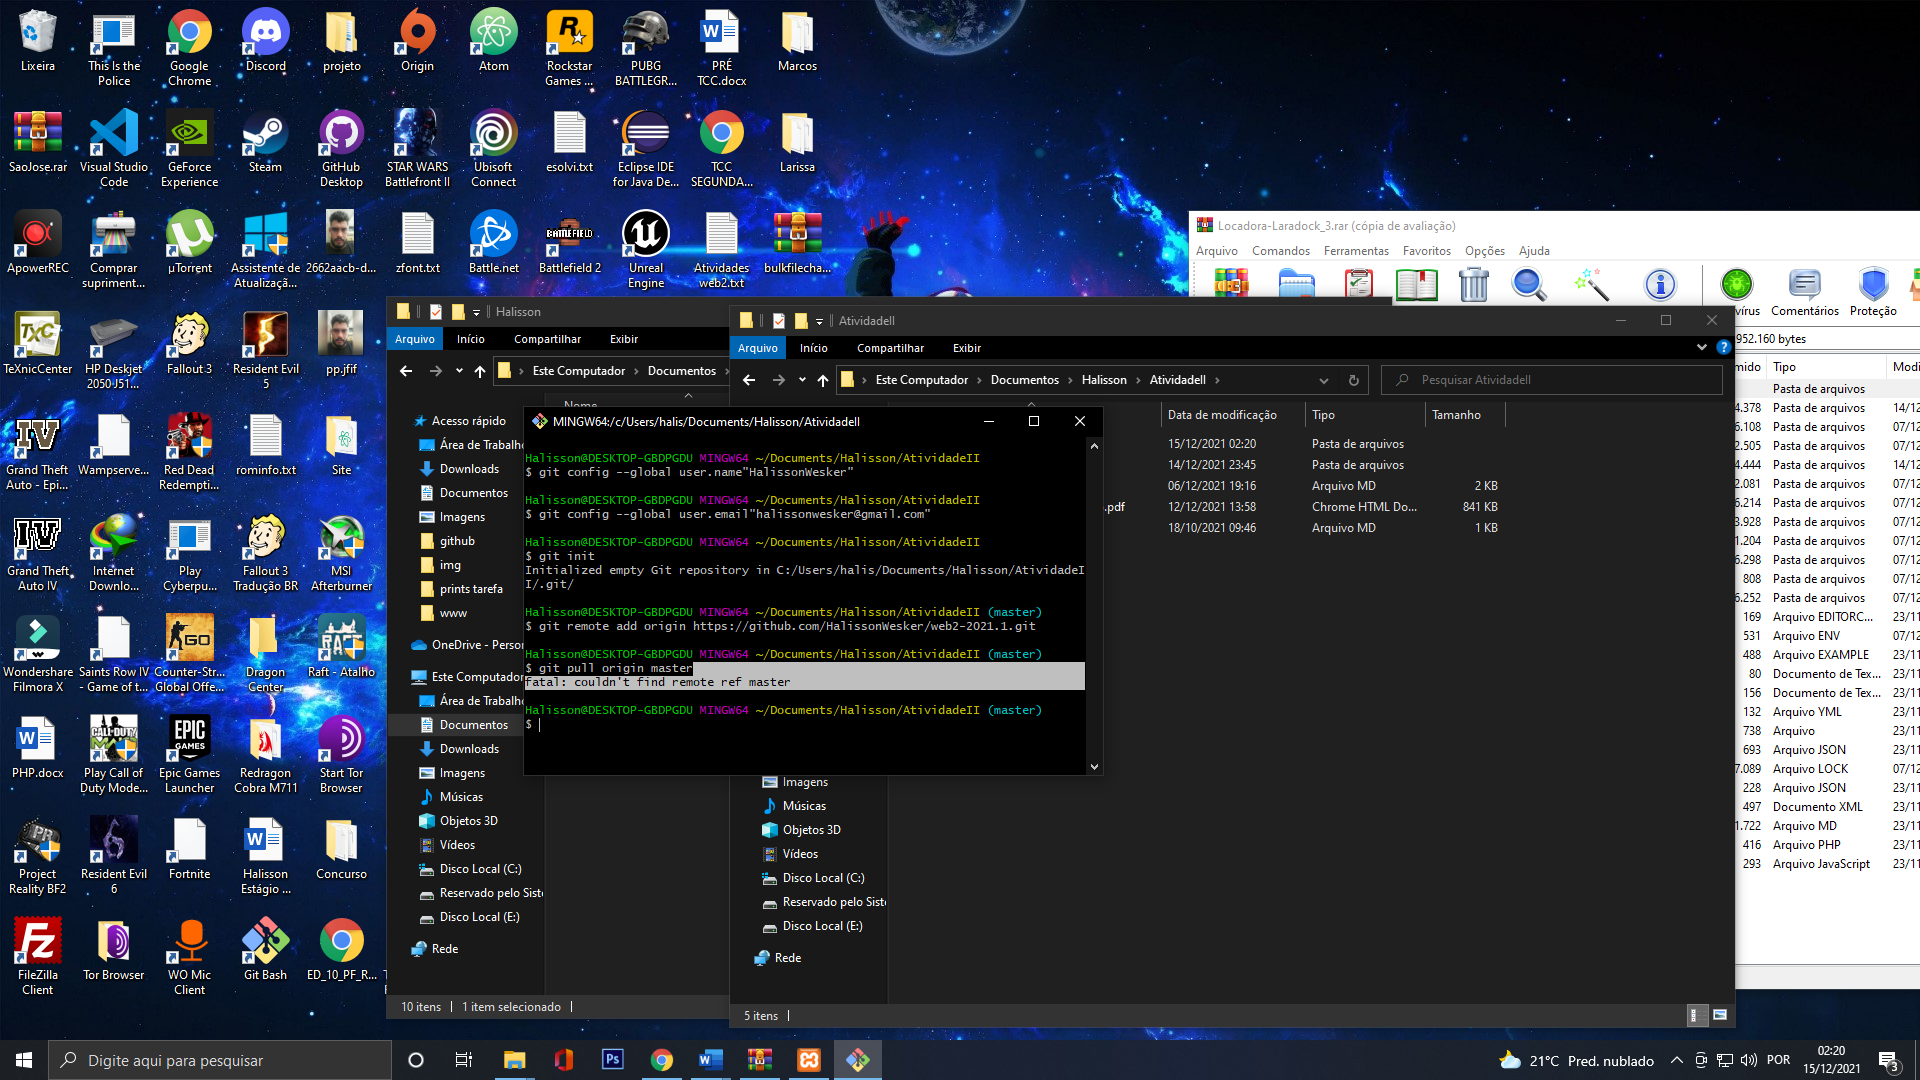 Lixeira
This Is the Police
Google Chrome
Discord
projeto
Origin
Atom
Rockstar Games ...
PUBG BATTLEGR...
PRÉ TCC.docx
Marcos
SaoJose.rar
Visual Studio Code
GeForce Experience
Steam
GitHub Desktop
STAR WARS Battlefront II
Ubisoft Connect
esolvi.txt
Eclipse IDE for Java De...
TCC SEGUNDA...
Larissa
ApowerREC
Comprar supriment...
µTorrent
Assistente de Atualizaçã...
2662aacb-d...
zfont.txt
Battle.net
Battlefield 2
Unreal Engine
Atividades web2.txt
bulkfilecha...
TeXnicCenter
HP Deskjet 2050 J51...
Fallout 3
Resident Evil 5
pp.jfif
Grand Theft Auto - Epi...
Wampserve...
Red Dead Redempti...
rominfo.txt
Site
Grand Theft Auto IV
Internet Downlo...
Play Cyberpu...
Fallout 3 Tradução BR
MSI Afterburner
Wondershare Filmora X
Saints Row IV - Game of t...
Counter-Str... Global Offe...
Dragon Center
Raft - Atalho
PHP.docx
Play Call of Duty Mode...
Epic Games Launcher
Redragon Cobra M711
Start Tor Browser
Project Reality BF2
Resident Evil 6
Fortnite
Halisson Estágio ...
Concurso
FileZilla Client
Tor Browser
WO Mic Client
Git Bash
ED_10_PF_R...
Locadora-Laradock_3.rar (cópia de avaliação)
Arquivo Comandos Ferramentas Favoritos Opções Ajuda
vírus Comentários Proteção
952.160 bytes
mido Tipo Modi
Pasta de arquivos
4.378 Pasta de arquivos 14/12
6.108 Pasta de arquivos 07/12
2.505 Pasta de arquivos 07/12
4.444 Pasta de arquivos 14/12
2.081 Pasta de arquivos 07/12
6.214 Pasta de arquivos 07/12
3.928 Pasta de arquivos 07/12
1.204 Pasta de arquivos 07/12
6.298 Pasta de arquivos 07/12
808 Pasta de arquivos 07/12
6.252 Pasta de arquivos 07/12
169 Arquivo EDITORC... 23/11
531 Arquivo ENV 07/12
488 Arquivo EXAMPLE 23/11
80 Documento de Tex... 23/11
156 Documento de Tex... 23/11
132 Arquivo YML 23/11
738 Arquivo 23/11
693 Arquivo JSON 23/11
7.089 Arquivo LOCK 07/12
228 Arquivo JSON 23/11
497 Documento XML 23/11
1.722 Arquivo MD 23/11
416 Arquivo PHP 23/11
293 Arquivo JavaScript 23/11
Halisson
Arquivo Início Compartilhar Exibir
Este Computador › Documentos ›
Nome
Acesso rápido
Área de Trabalho
Downloads
Documentos
Imagens
github
img
prints tarefa
www
OneDrive - Perso
Este Computador
Área de Trabalho
Documentos
Downloads
Imagens
Músicas
Objetos 3D
Vídeos
Disco Local (C:)
Reservado pelo Siste
Disco Local (E:)
Rede
10 itens 1 item selecionado
AtividadeII
Arquivo Início Compartilhar Exibir
Este Computador › Documentos › Halisson › AtividadeII ›
Pesquisar AtividadeII
Data de modificação Tipo Tamanho
15/12/2021 02:20 Pasta de arquivos
14/12/2021 23:45 Pasta de arquivos
06/12/2021 19:16 Arquivo MD 2 KB
.pdf 12/12/2021 13:58 Chrome HTML Do... 841 KB
18/10/2021 09:46 Arquivo MD 1 KB
Imagens
Músicas
Objetos 3D
Vídeos
Disco Local (C:)
Reservado pelo Siste
Disco Local (E:)
Rede
5 itens
MINGW64:/c/Users/halis/Documents/Halisson/AtividadeII
Halisson@DESKTOP-GBDPGDU MINGW64 ~/Documents/Halisson/AtividadeII
$ git config --global user.name"HalissonWesker"
Halisson@DESKTOP-GBDPGDU MINGW64 ~/Documents/Halisson/AtividadeII
$ git config --global user.email"halissonwesker@gmail.com"
Halisson@DESKTOP-GBDPGDU MINGW64 ~/Documents/Halisson/AtividadeII
$ git init
Initialized empty Git repository in C:/Users/halis/Documents/Halisson/AtividadeI
I/.git/
Halisson@DESKTOP-GBDPGDU MINGW64 ~/Documents/Halisson/AtividadeII (master)
$ git remote add origin https://github.com/HalissonWesker/web2-2021.1.git
Halisson@DESKTOP-GBDPGDU MINGW64 ~/Documents/Halisson/AtividadeII (master)
$ git pull origin master
fatal: couldn't find remote ref master
Halisson@DESKTOP-GBDPGDU MINGW64 ~/Documents/Halisson/AtividadeII (master)
$
Digite aqui para pesquisar
21°C Pred. nublado
POR
02:20
15/12/2021
3